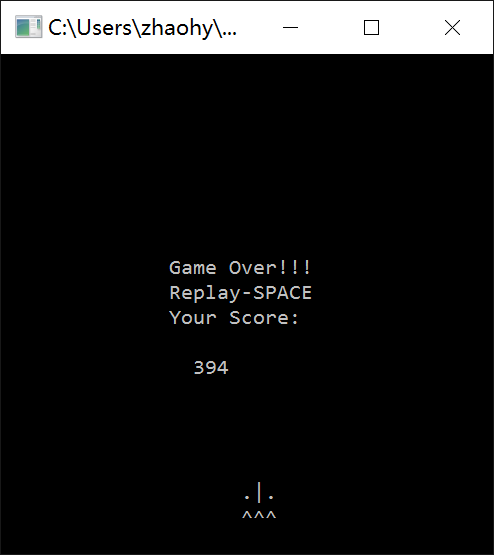 C:\Users\zhaohy\...
Game Over!!!
Replay-SPACE
Your Score:
394
.|.
^^^